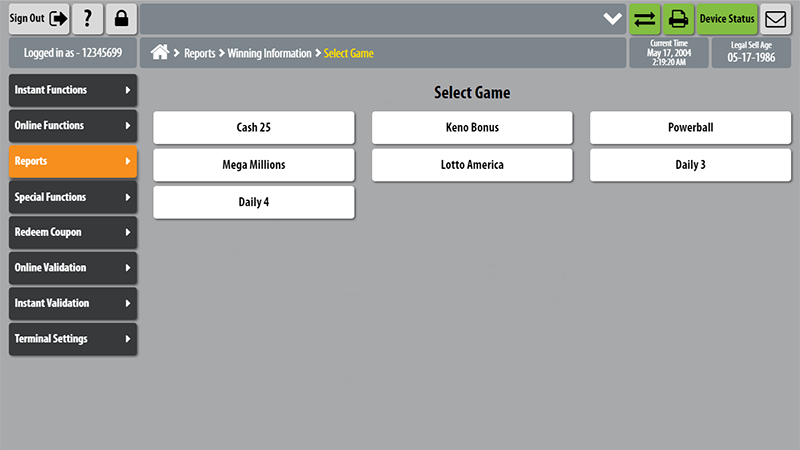 Sign Out
?
Device Status
Logged in as - 12345699
Reports
Winning Information
Select Game
Current Time
May 17, 2004
2:19:20 AM
Legal Sell Age
05-17-1986
Instant Functions
Online Functions
Reports
Special Functions
Redeem Coupon
Online Validation
Instant Validation
Terminal Settings
Select Game
Cash 25
Keno Bonus
Powerball
Mega Millions
Lotto America
Daily 3
Daily 4